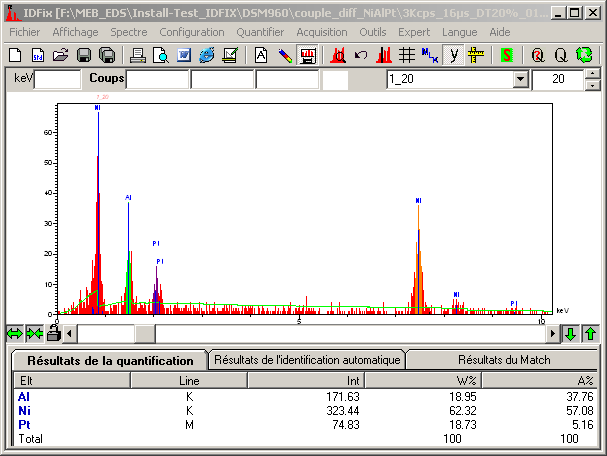 IDFix [F:\MEB_EDS\Install-Test_IDFIX\DSM960\couple_diff_NiAlPt\3Kcps_16µs_DT20%_01...
Fichier Affichage Spectre Configuration Quantifier Acquisition Outils Expert Langue Aide
keV Coups 1_20 20
1_20
Ni
60
50
40
Al
Ni
30
20
Pt
Pt
10
Ni
Pt
0 5 10 keV
Résultats de la quantification Résultats de l'identification automatique Résultats du Match
Elt Line Int W% A%
Al K 171.63 18.95 37.76
Ni K 323.44 62.32 57.08
Pt M 74.83 18.73 5.16
Total 100 100